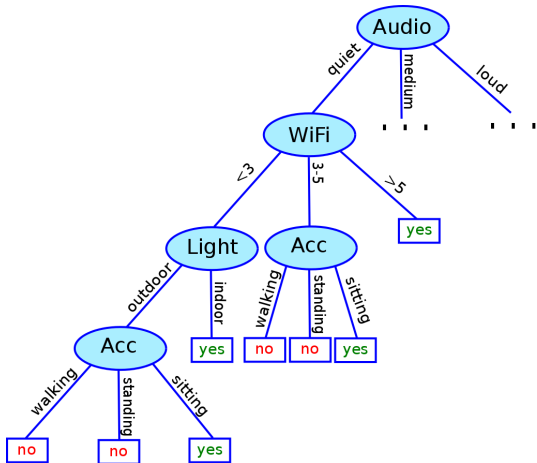 Audio
quiet
medium
loud
WiFi
. . .
. . .
<3
3-5
>5
yes
Light
Acc
outdoor
indoor
walking
standing
sitting
yes
no
no
yes
Acc
walking
standing
sitting
no
no
yes